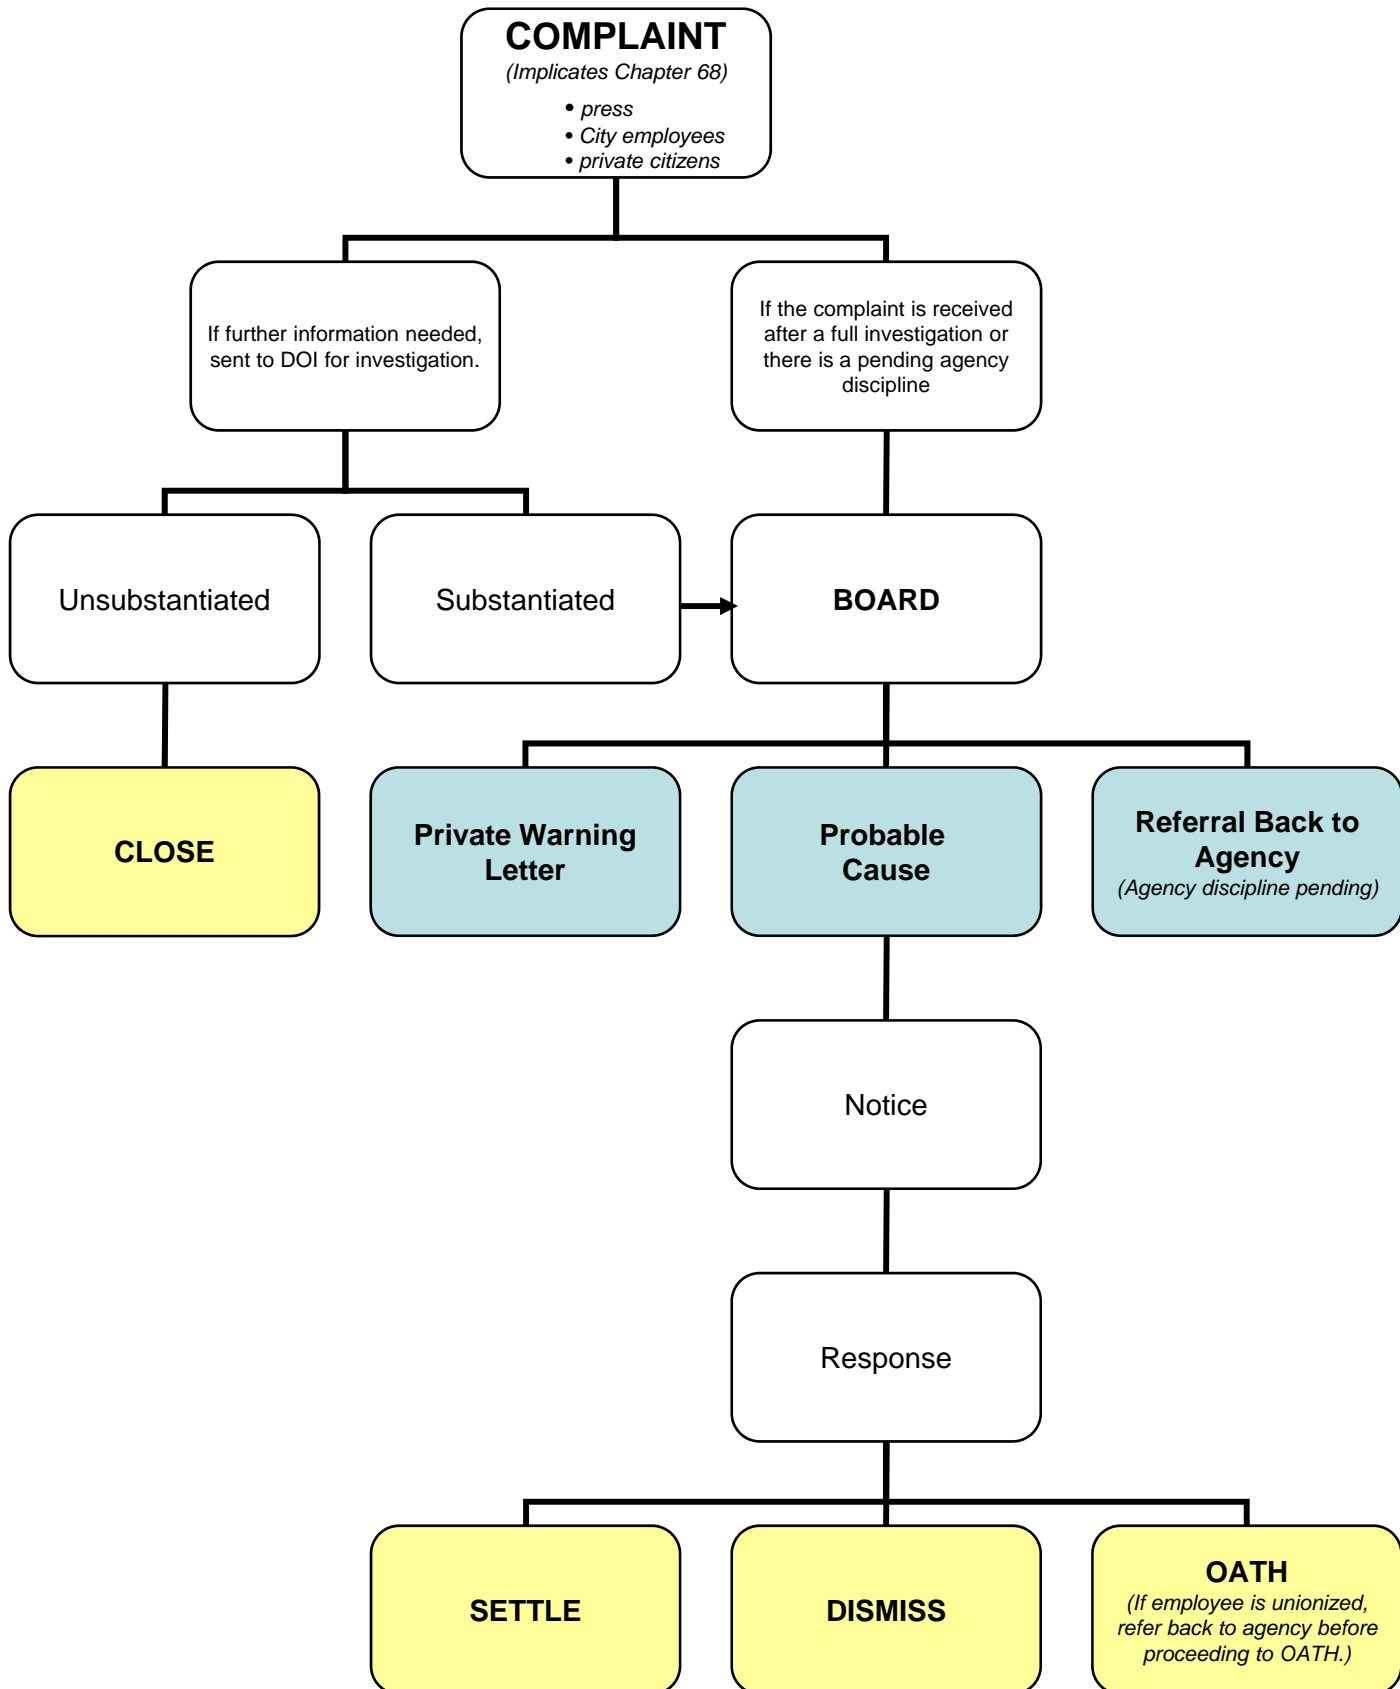 COMPLAINT
(Implicates Chapter 68)
• press
• City employees
• private citizens
If further information needed,
sent to DOI for investigation.
If the complaint is received
after a full investigation or
there is a pending agency
discipline
Unsubstantiated
Substantiated
BOARD
CLOSE
Private Warning
Letter
Probable
Cause
Referral Back to
Agency
(Agency discipline pending)
Notice
Response
SETTLE
DISMISS
OATH
(If employee is unionized,
refer back to agency before
proceeding to OATH.)